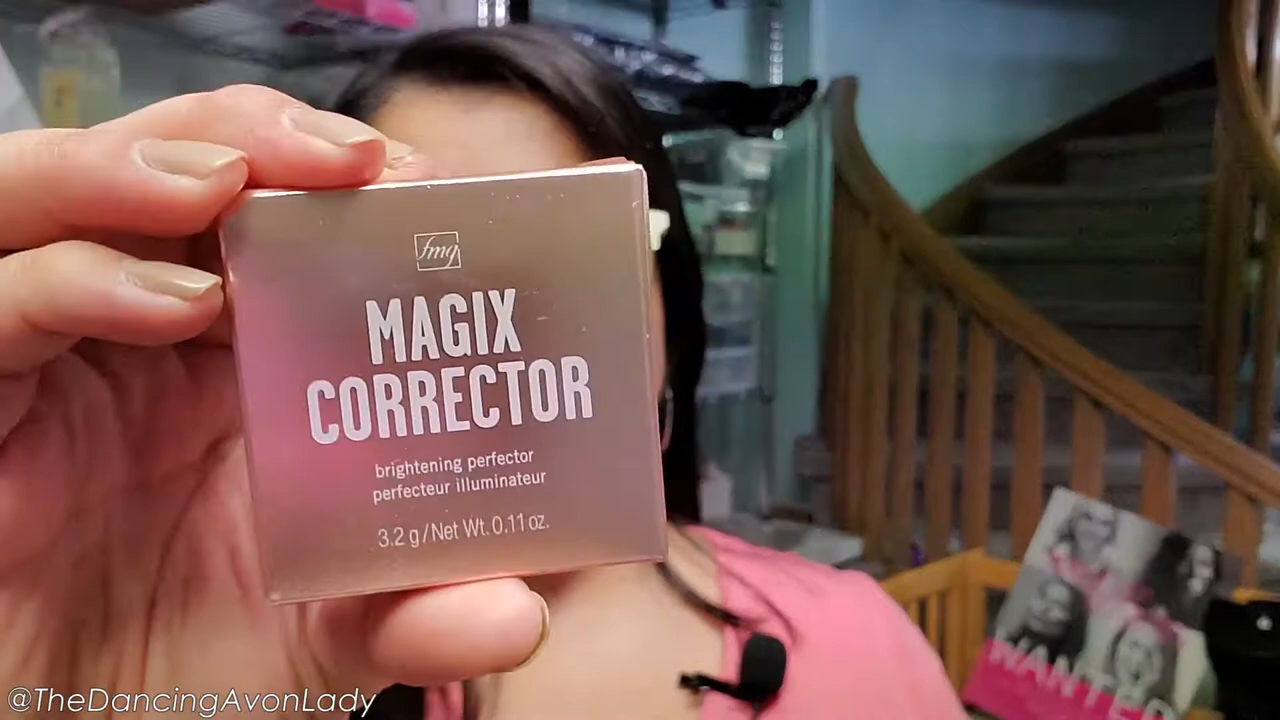 fmg
MAGIX
CORRECTOR
brightening perfector
perfecteur illuminateur
3.2 g/Net Wt. 0.11 oz.
WANTED
@TheDancingAvonLady